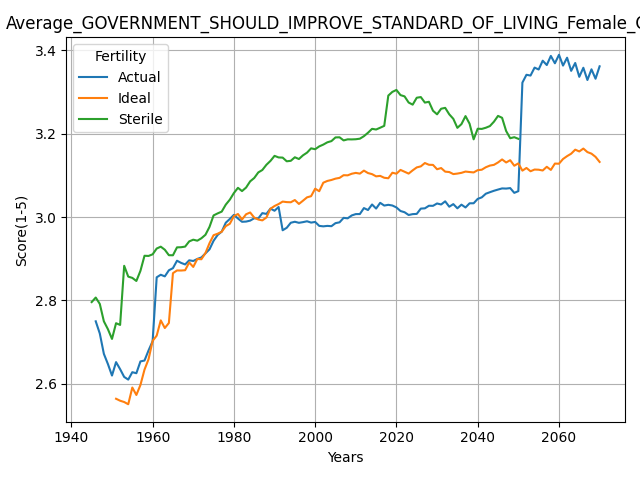 Average_GOVERNMENT_SHOULD_IMPROVE_STANDARD_OF_LIVING_Female_
Fertility
Actual
Ideal
Sterile
Score(1-5)
3.4
3.2
3.0
2.8
2.6
1940 1960 1980 2000 2020 2040 2060
Years